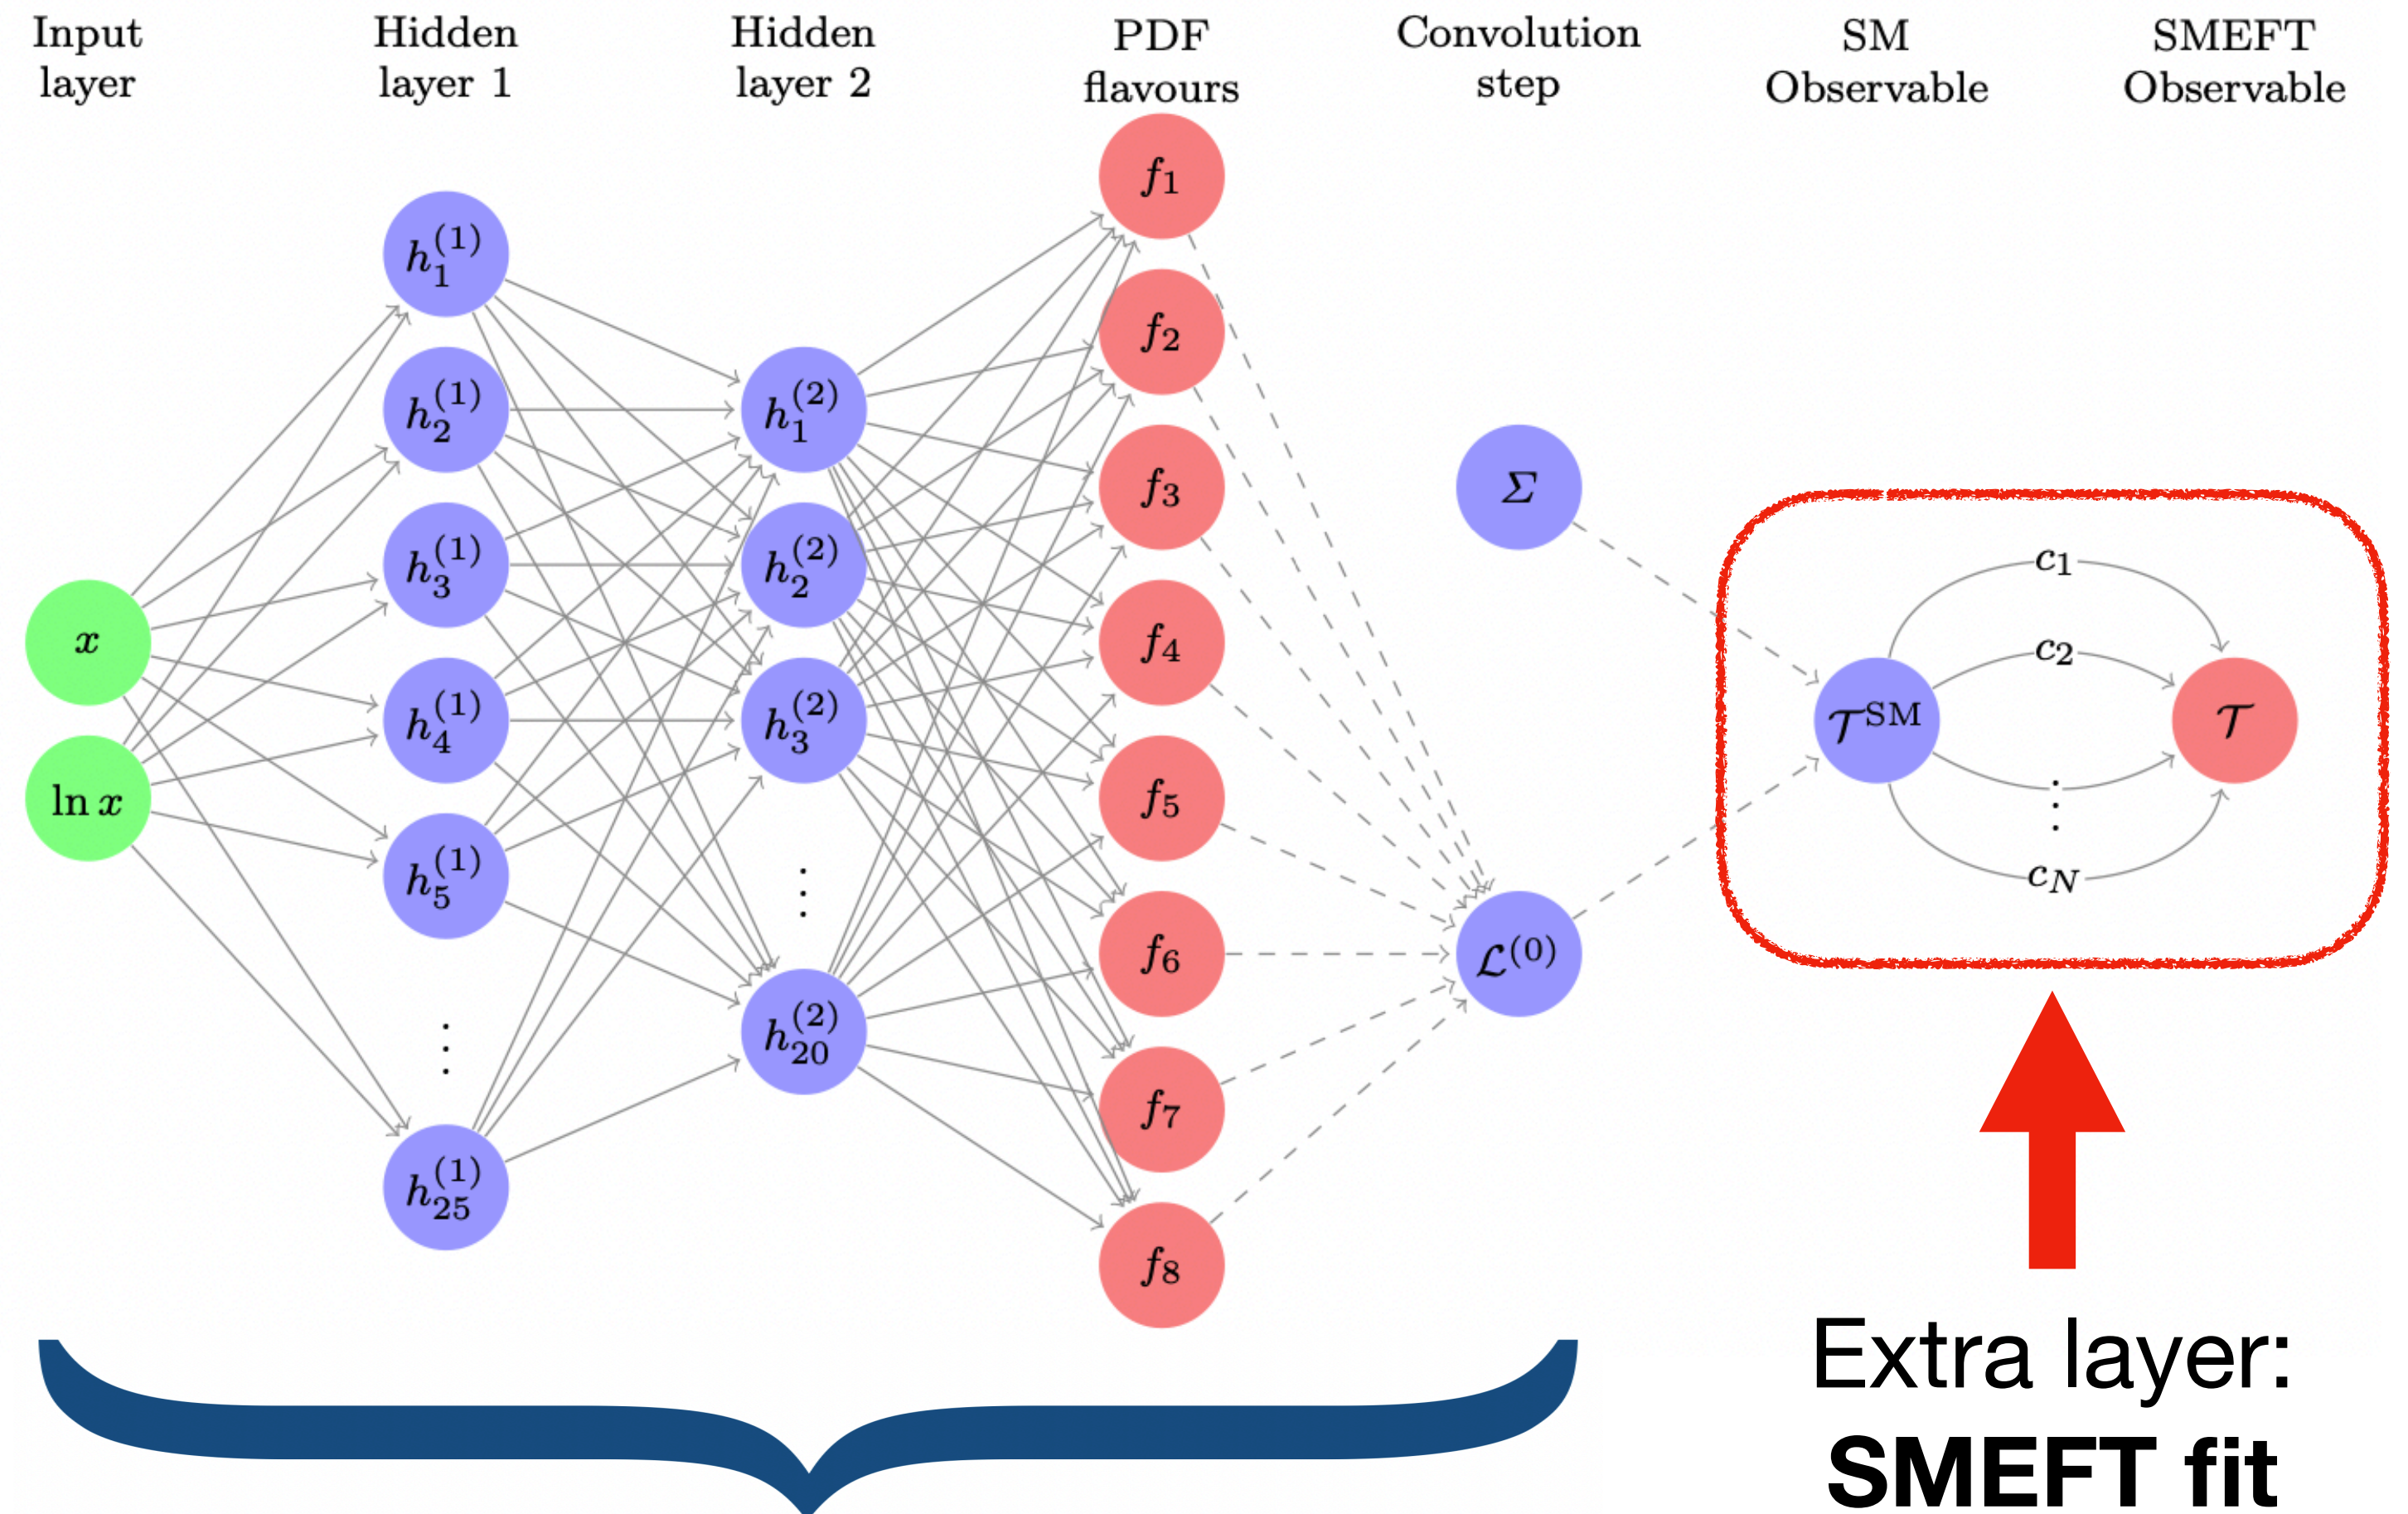 Input
layer
Hidden
layer 1
Hidden
layer 2
PDF
flavours
Convolution
step
SM
Observable
SMEFT
Observable
x
ln x
h₁⁽¹⁾
h₂⁽¹⁾
h₃⁽¹⁾
h₄⁽¹⁾
h₅⁽¹⁾
⋮
h₂₅⁽¹⁾
h₁⁽²⁾
h₂⁽²⁾
h₃⁽²⁾
⋮
h₂₀⁽²⁾
f₁
f₂
f₃
f₄
f₅
f₆
f₇
f₈
Σ
𝓛⁽⁰⁾
𝓣ˢᴹ
c₁
c₂
⋮
c_N
𝓣
Extra layer:
SMEFT fit